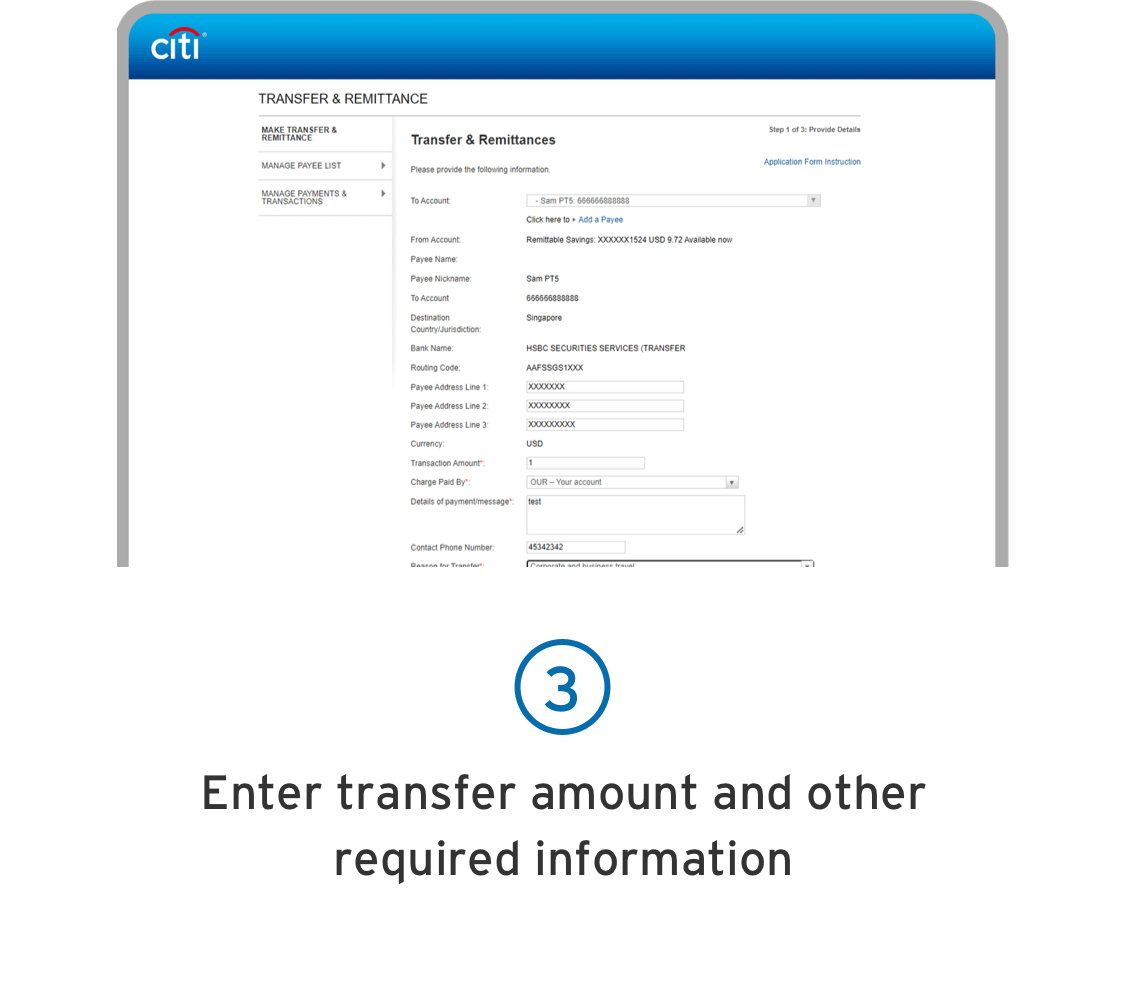 citi®
TRANSFER & REMITTANCE
MAKE TRANSFER &
REMITTANCE
MANAGE PAYEE LIST
MANAGE PAYMENTS &
TRANSACTIONS
Step 1 of 3: Provide Details
Transfer & Remittances
Application Form Instruction
Please provide the following information.
To Account: - Sam PT5: 666666888888
Click here to Add a Payee
From Account: Remittable Savings: XXXXXX1524 USD 9.72 Available now
Payee Name:
Payee Nickname: Sam PT5
To Account 666666888888
Destination Singapore
Country/Jurisdiction:
Bank Name: HSBC SECURITIES SERVICES (TRANSFER
Routing Code: AAFSSGS1XXX
Payee Address Line 1: XXXXXXX
Payee Address Line 2: XXXXXXXX
Payee Address Line 3: XXXXXXXXX
Currency: USD
Transaction Amount*: 1
Charge Paid By*: OUR – Your account
Details of payment/message*: test
Contact Phone Number: 45342342
Reason for Transfer*: Corporate and business travel
3
Enter transfer amount and other
required information